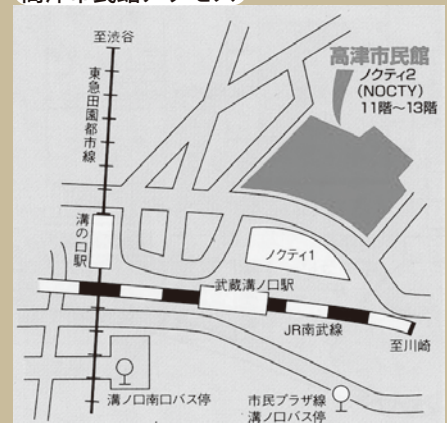 高津市民館アクセス
至渋谷
東急田園都市線
高津市民館
ノクティ2
(NOCTY)
11階～13階
溝の口駅
ノクティ1
武蔵溝ノ口駅
JR南武線
至川崎
溝ノ口南口バス停
市民プラザ線
溝ノ口バス停